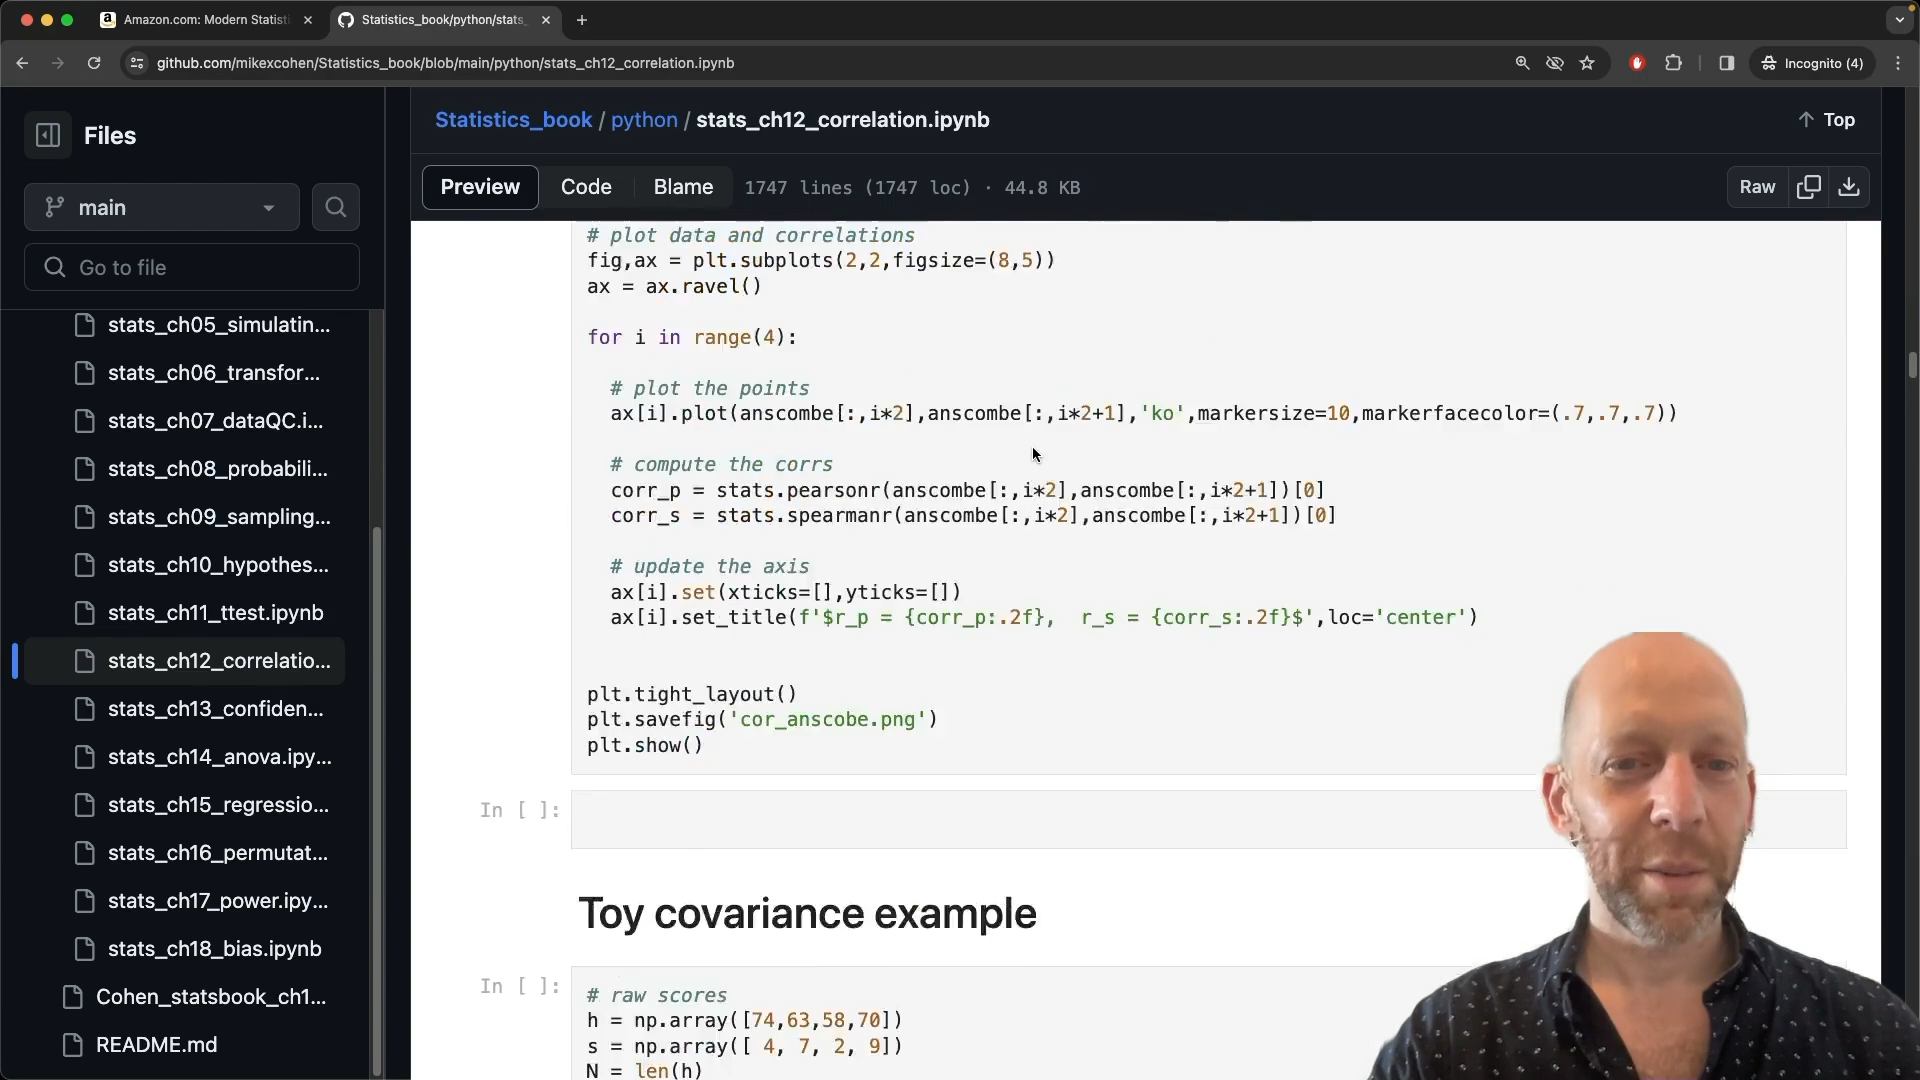 Amazon.com: Modern Statisti
Statistics_book/python/stats_
github.com/mikexcohen/Statistics_book/blob/main/python/stats_ch12_correlation.ipynb
Incognito (4)
Files
main
Go to file
stats_ch05_simulatin...
stats_ch06_transfor...
stats_ch07_dataQC.i...
stats_ch08_probabili...
stats_ch09_sampling...
stats_ch10_hypothes...
stats_ch11_ttest.ipynb
stats_ch12_correlatio...
stats_ch13_confiden...
stats_ch14_anova.ipy...
stats_ch15_regressio...
stats_ch16_permutat...
stats_ch17_power.ipy...
stats_ch18_bias.ipynb
Cohen_statsbook_ch1...
README.md
Statistics_book / python / stats_ch12_correlation.ipynb
Top
Preview Code Blame 1747 lines (1747 loc) · 44.8 KB
Raw
# plot data and correlations
fig,ax = plt.subplots(2,2,figsize=(8,5))
ax = ax.ravel()
for i in range(4):
# plot the points
ax[i].plot(anscombe[:,i*2],anscombe[:,i*2+1],'ko',markersize=10,markerfacecolor=(.7,.7,.7))
# compute the corrs
corr_p = stats.pearsonr(anscombe[:,i*2],anscombe[:,i*2+1])[0]
corr_s = stats.spearmanr(anscombe[:,i*2],anscombe[:,i*2+1])[0]
# update the axis
ax[i].set(xticks=[],yticks=[])
ax[i].set_title(f'$r_p = {corr_p:.2f},  r_s = {corr_s:.2f}$',loc='center')
plt.tight_layout()
plt.savefig('cor_anscobe.png')
plt.show()
In [ ]:
Toy covariance example
In [ ]:
# raw scores
h = np.array([74,63,58,70])
s = np.array([ 4, 7, 2, 9])
N = len(h)